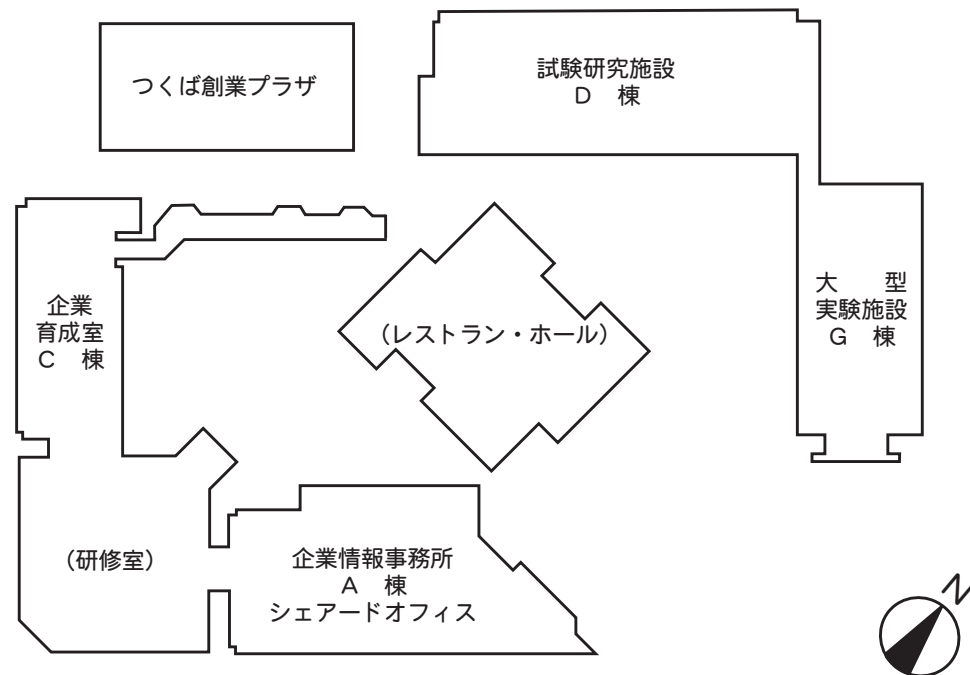 つくば創業プラザ
試験研究施設
D　棟
企業
育成室
C　棟
（レストラン・ホール）
大　　型
実験施設
G　棟
（研修室）
企業情報事務所
A　棟
シェアードオフィス
N